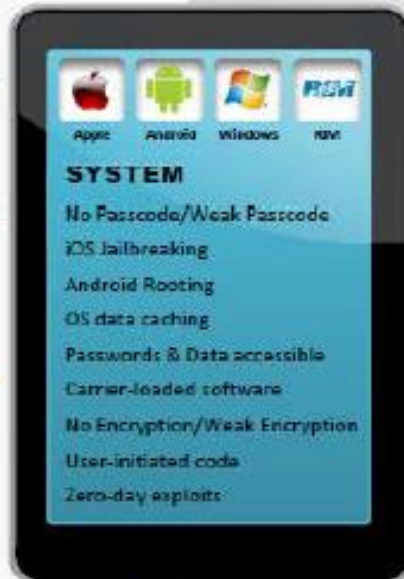 RIM
Apple Android Windows RIM
SYSTEM
No Passcode/Weak Passcode
iOS Jailbreaking
Android Rooting
OS data caching
Passwords & Data accessible
Carrier-loaded software
No Encryption/Weak Encryption
User-initiated code
Zero-day exploits